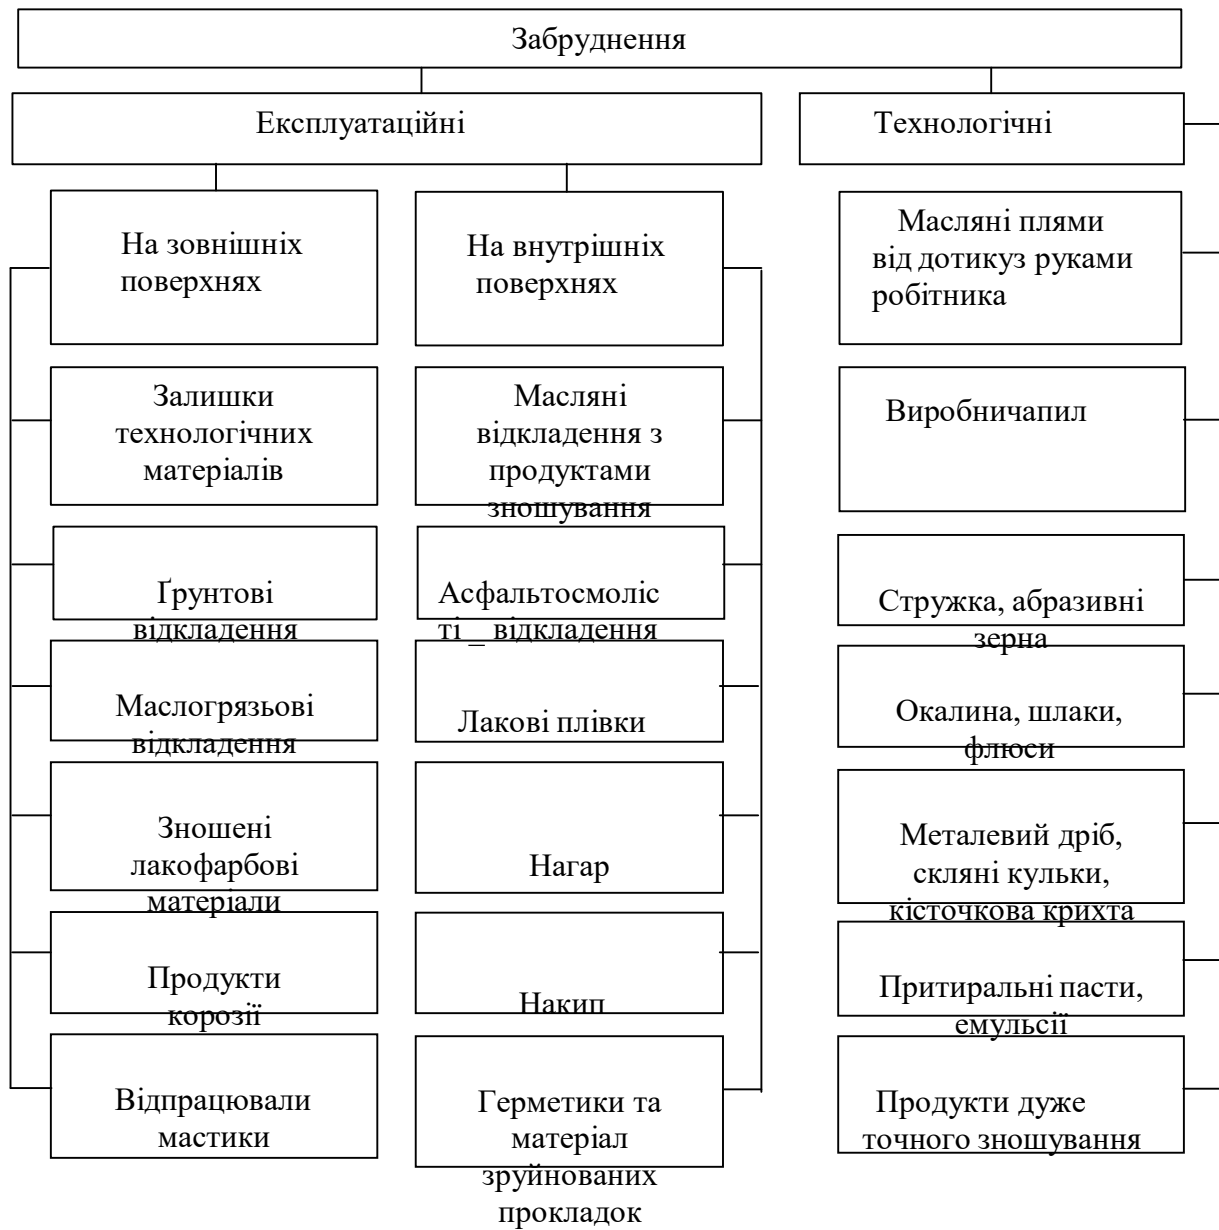 Забруднення
Експлуатаційні
Технологічні
На зовнішніх
поверхнях
На внутрішніх
поверхнях
Масляні плями
від дотикуз руками
робітника
Залишки
технологічних
матеріалів
Масляні
відкладення з
продуктами
зношування
Виробничапил
Ґрунтові
відкладення
Асфальтосмоліс
ті _ відкладення
Стружка, абразивні
зерна
Маслогрязьові
відкладення
Лакові плівки
Окалина, шлаки,
флюси
Зношені
лакофарбові
матеріали
Нагар
Металевий дріб,
скляні кульки,
кісточкова крихта
Продукти
корозії
Накип
Притиральні пасти,
емульсії
Відпрацювали
мастики
Герметики та
матеріал
зруйнованих
прокладок
Продукти дуже
точного зношування